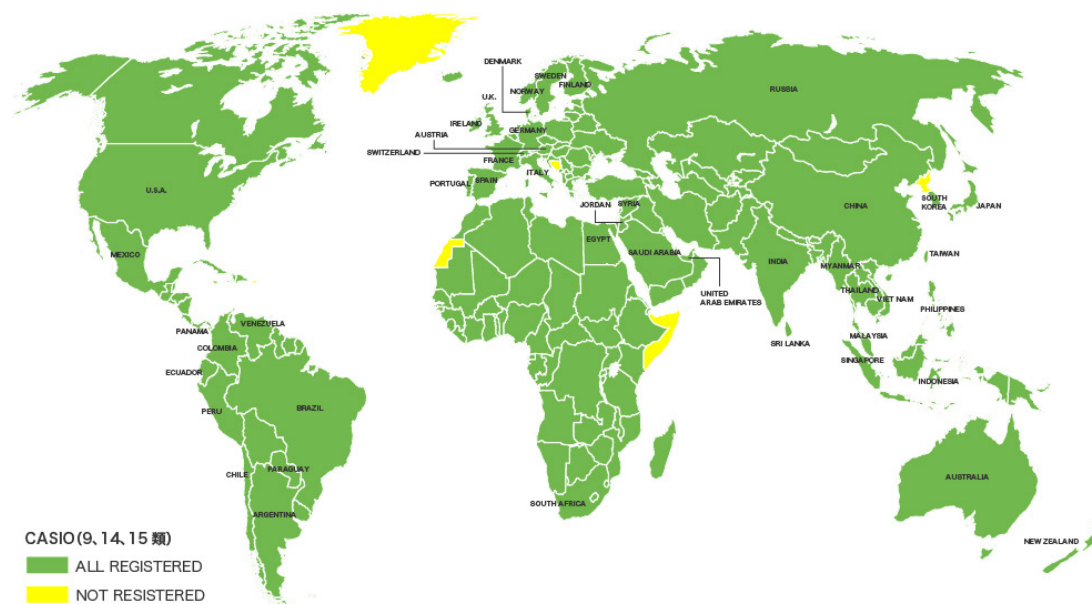 DENMARK
SWEDEN
FINLAND
NORWAY
RUSSIA
U.K.
IRELAND
GERMANY
AUSTRIA
SWITZERLAND
FRANCE
ITALY
PORTUGAL
SPAIN
U.S.A.
CHINA
SOUTH
KOREA
JAPAN
JORDAN
SYRIA
EGYPT
SAUDI ARABIA
MEXICO
INDIA
MYANMAR
TAIWAN
THAILAND
UNITED
ARAB EMIRATES
VIET NAM
PHILIPPINES
PANAMA
VENEZUELA
COLOMBIA
SRI LANKA
MALAYSIA
SINGAPORE
ECUADOR
INDONESIA
PERU
BRAZIL
CHILE
PARAGUAY
AUSTRALIA
SOUTH AFRICA
ARGENTINA
NEW ZEALAND
CASIO(9、14、15 類)
ALL REGISTERED
NOT RESISTERED